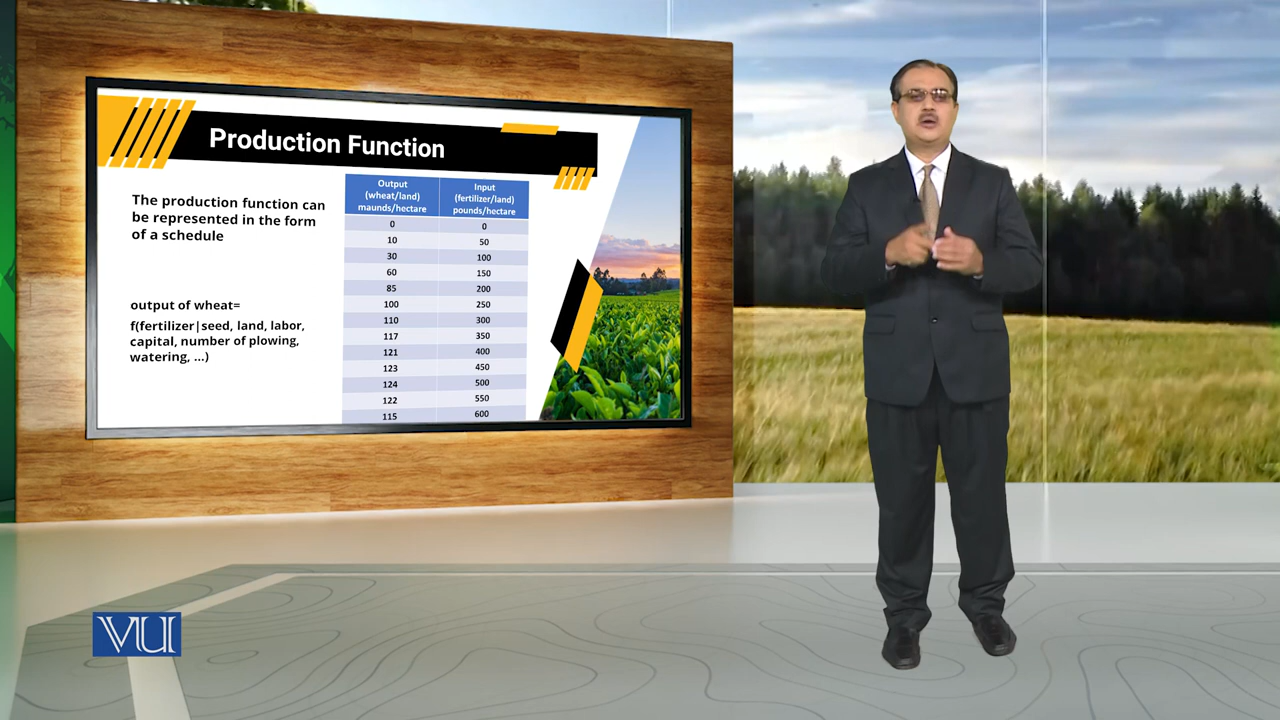 Production Function
The production function can
be represented in the form
of a schedule
output of wheat=
f(fertilizer|seed, land, labor,
capital, number of plowing,
watering, ...)
Output Input
(wheat/land) (fertilizer/land)
maunds/hectare pounds/hectare
0 0
10 50
30 100
60 150
85 200
100 250
110 300
117 350
121 400
123 450
124 500
122 550
115 600
VU